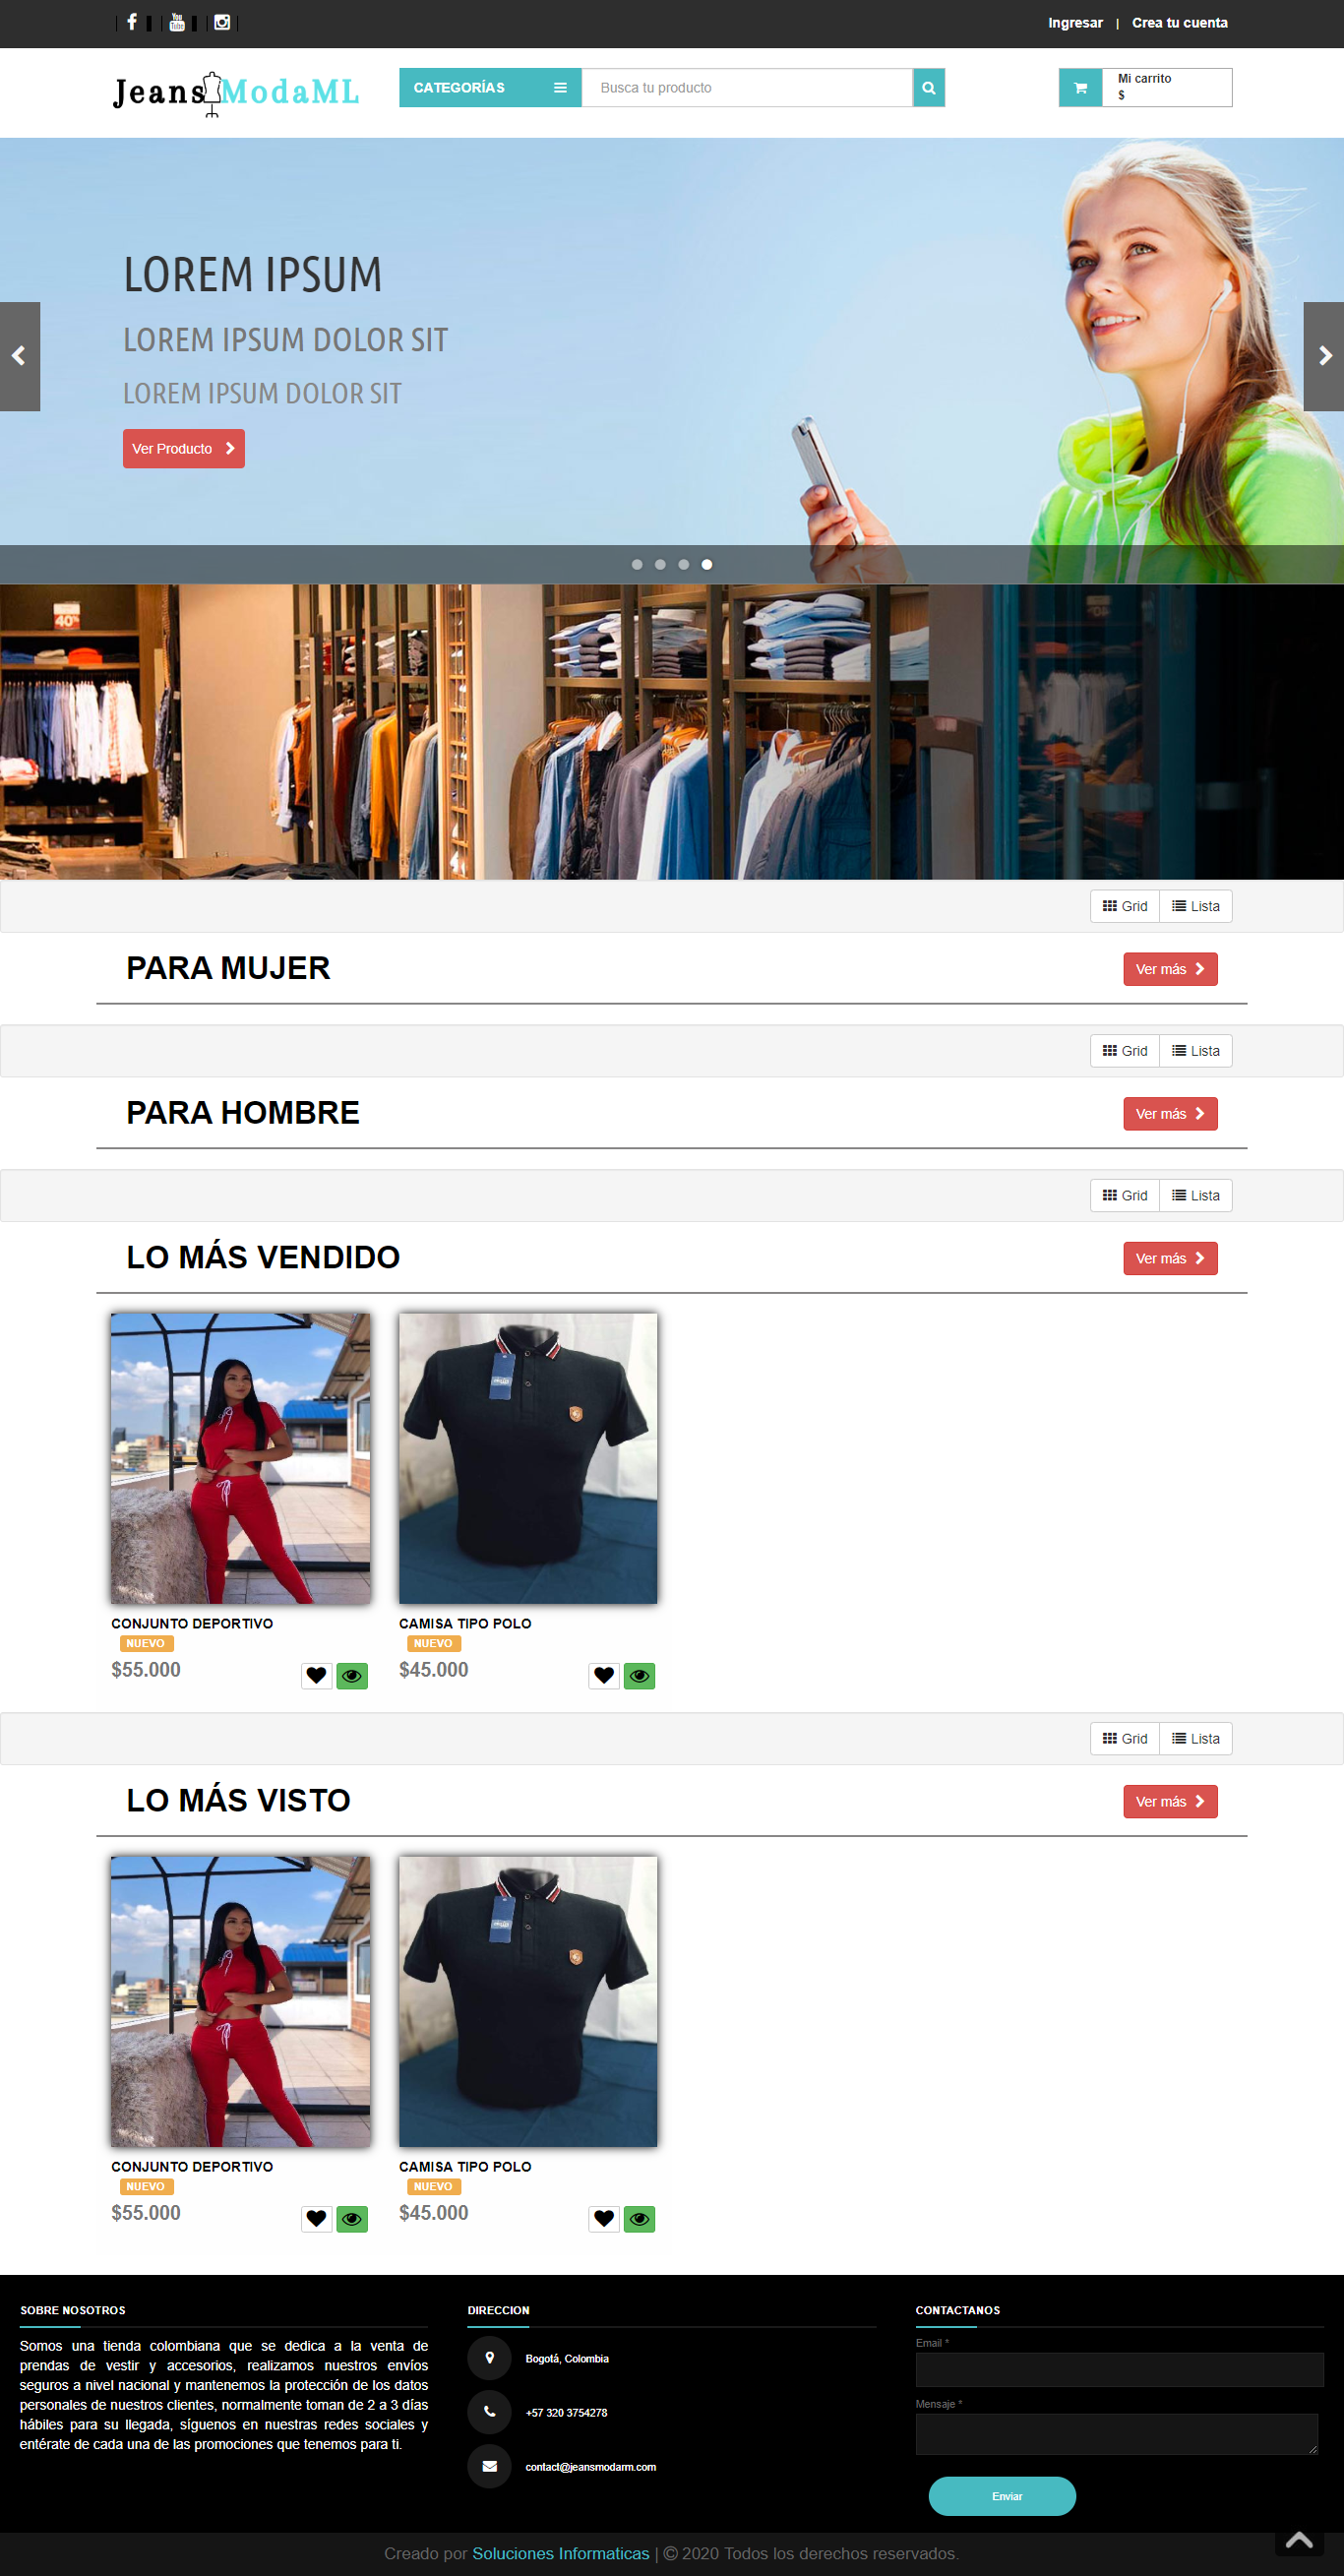 You Tube
Ingresar | Crea tu cuenta
Jeans ModaML
CATEGORÍAS
Busca tu producto
Mi carrito
$
LOREM IPSUM
LOREM IPSUM DOLOR SIT
LOREM IPSUM DOLOR SIT
Ver Producto
40%
Grid Lista
PARA MUJER
Ver más
Grid Lista
PARA HOMBRE
Ver más
Grid Lista
LO MÁS VENDIDO
Ver más
CONJUNTO DEPORTIVO
NUEVO
$55.000
CAMISA TIPO POLO
NUEVO
$45.000
Grid Lista
LO MÁS VISTO
Ver más
CONJUNTO DEPORTIVO
NUEVO
$55.000
CAMISA TIPO POLO
NUEVO
$45.000
SOBRE NOSOTROS
Somos una tienda colombiana que se dedica a la venta de
prendas de vestir y accesorios, realizamos nuestros envíos
seguros a nivel nacional y mantenemos la protección de los datos
personales de nuestros clientes, normalmente toman de 2 a 3 días
hábiles para su llegada, síguenos en nuestras redes sociales y
entérate de cada una de las promociones que tenemos para ti.
DIRECCION
Bogotá, Colombia
+57 320 3754278
contact@jeansmodarm.com
CONTACTANOS
Email *
Mensaje *
Enviar
Creado por Soluciones Informaticas | © 2020 Todos los derechos reservados.